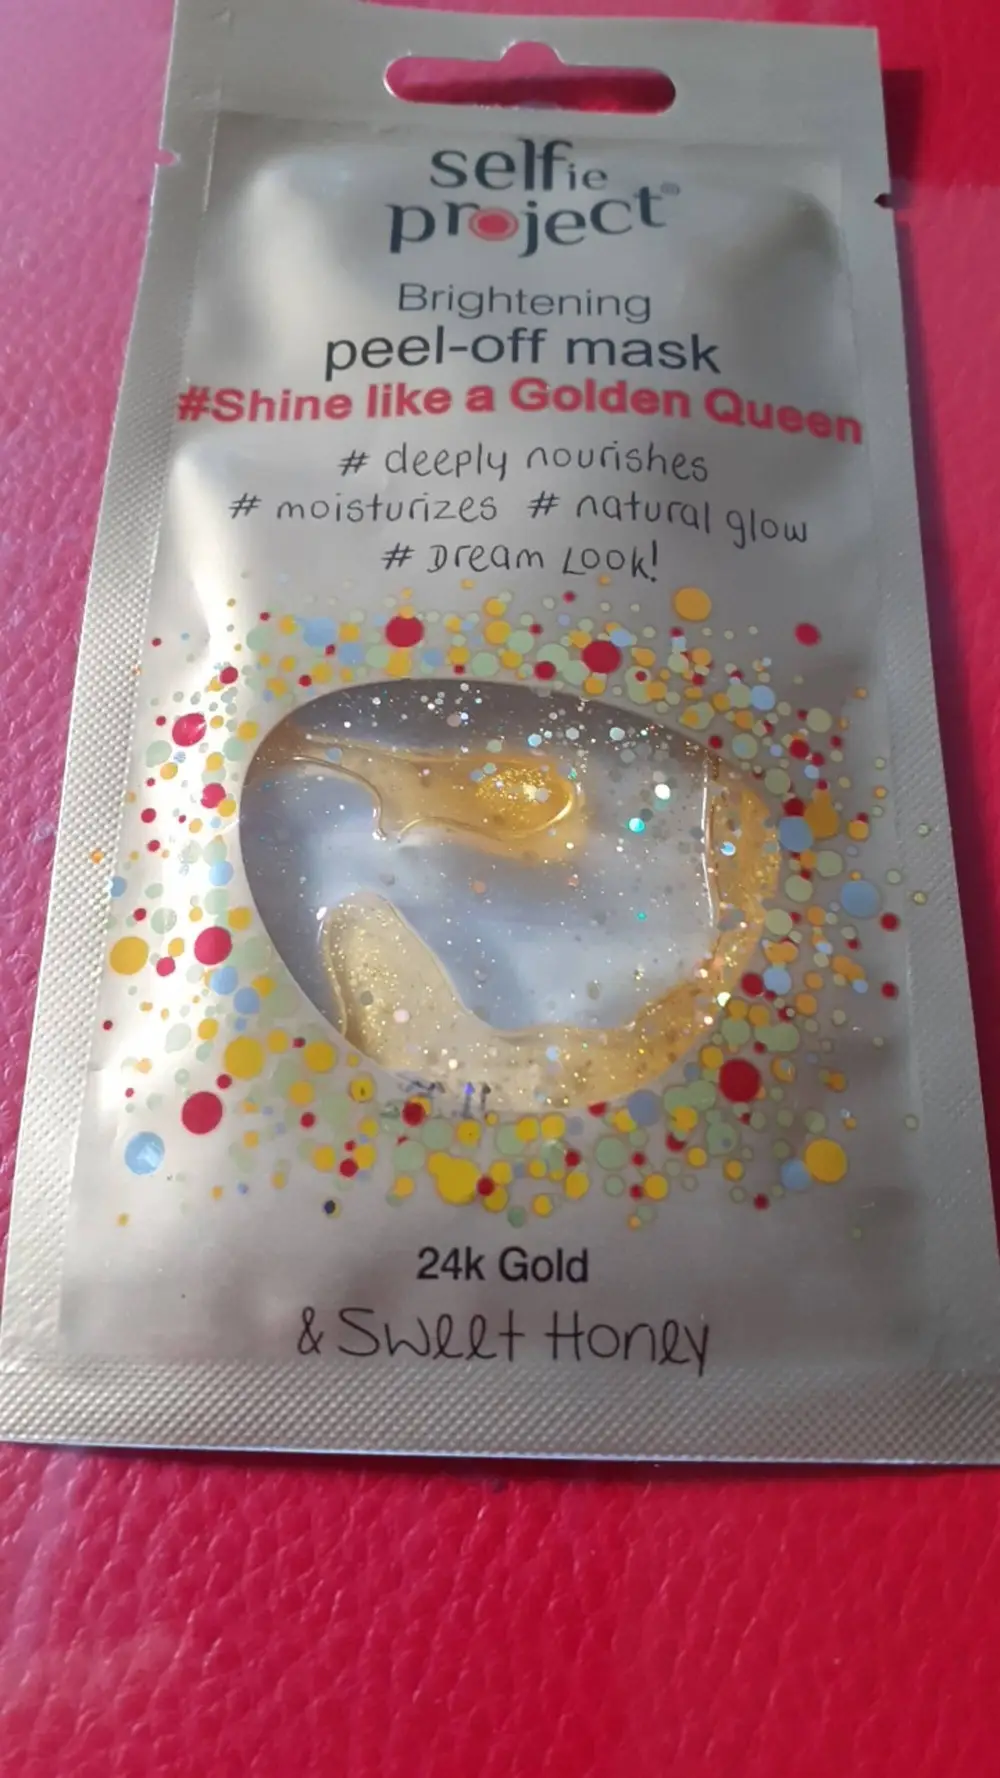 selfie
project®
Brightening
peel-off mask
#Shine like a Golden Queen
# deeply nourishes
# moisturizes # natural glow
# Dream Look!
24k Gold
& Sweet Honey